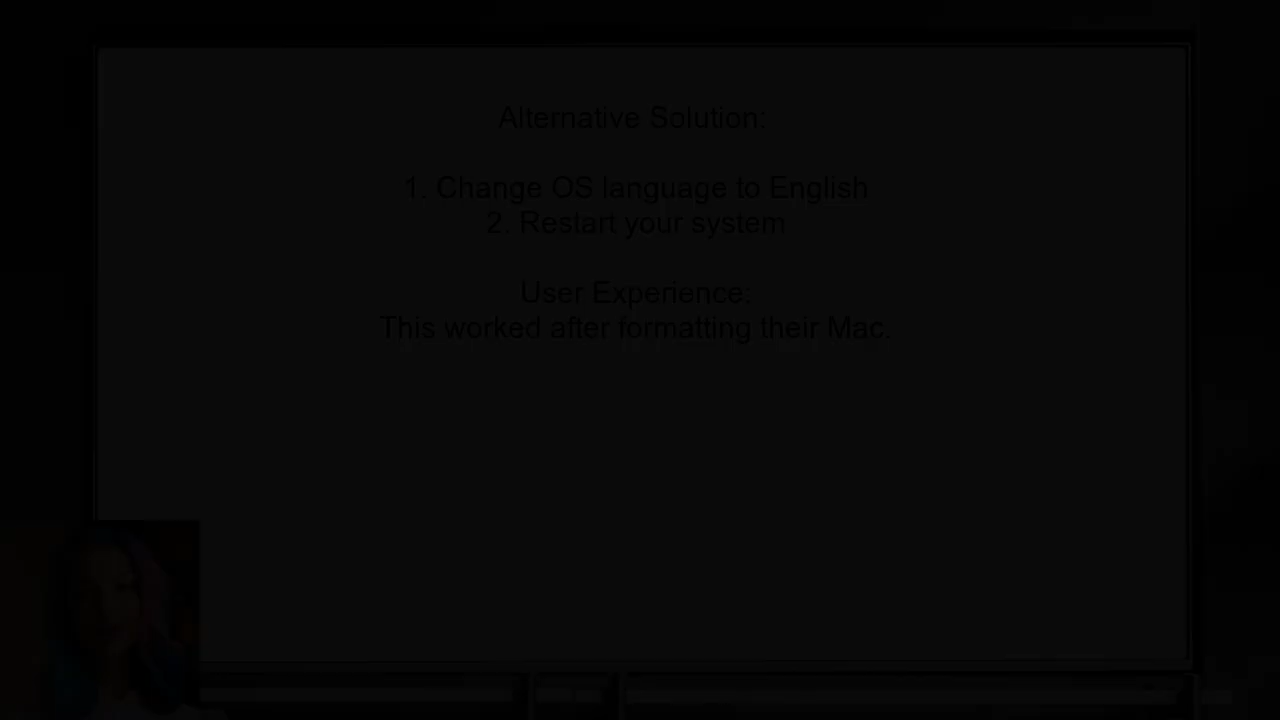 Alternative Solution:
1. Change OS language to English
2. Restart your system
User Experience:
This worked after formatting their Mac.